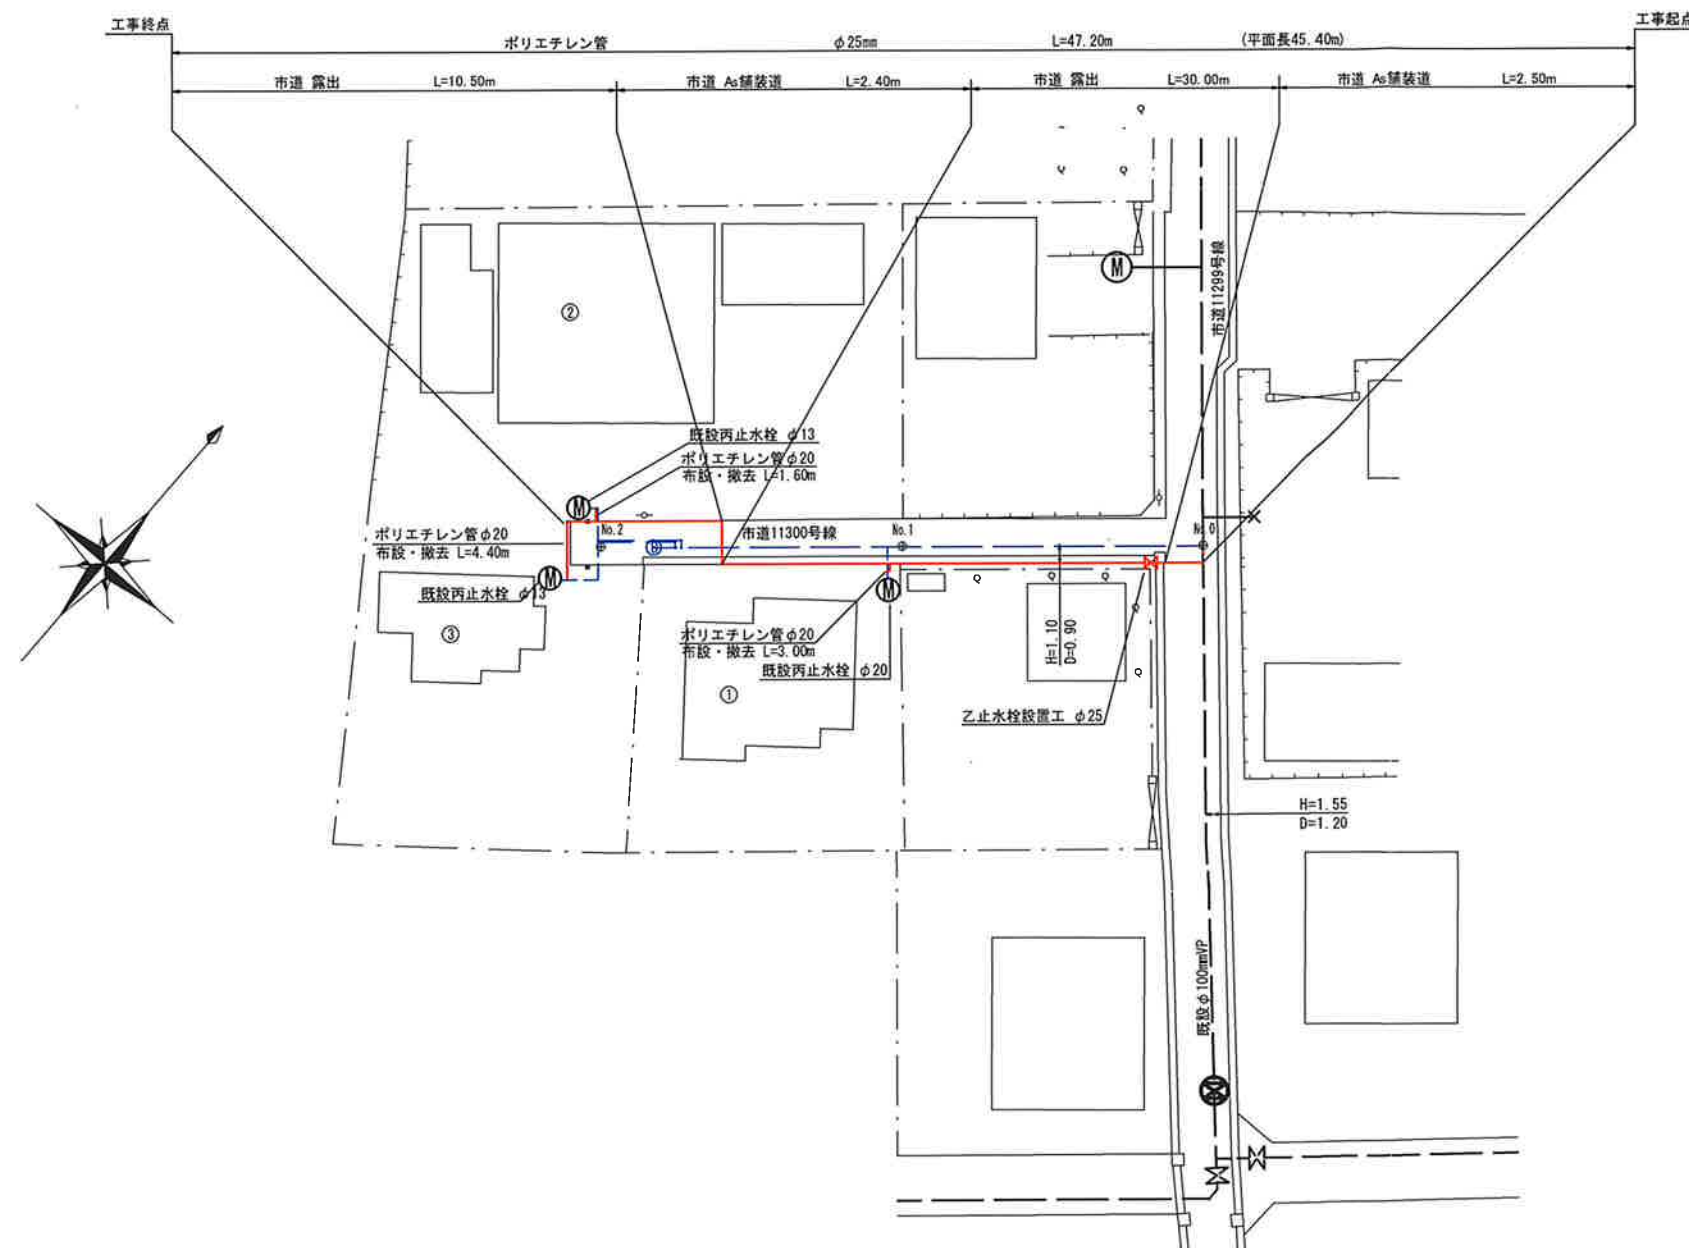 工事終点
工事起点
ポリエチレン管 φ25mm L=47.20m (平面長45.40m)
市道 露出 L=10.50m
市道 As舗装道 L=2.40m
市道 露出 L=30.00m
市道 As舗装道 L=2.50m
市道11299号線
M
②
既設丙止水栓 φ13
ポリエチレン管φ20
布設・撤去 L=1.60m
M
ポリエチレン管φ20
布設・撤去 L=4.40m
No.2
市道11300号線
No.1
No.0
M
既設丙止水栓 φ13
③
M
ポリエチレン管φ20
布設・撤去 L=3.00m
既設丙止水栓 φ20
①
H=1.10
D=0.90
乙止水栓設置工 φ25
H=1.55
D=1.20
既設φ100mmVP